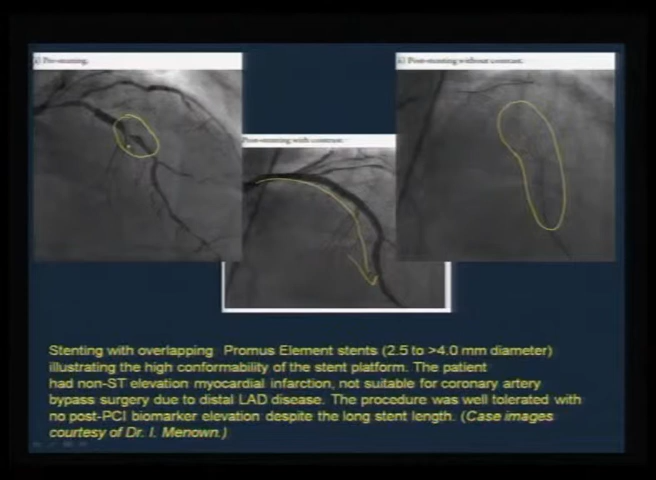 a) Pre-stenting.
c) Post-stenting without contrast.
Post-stenting with contrast.
Stenting with overlapping Promus Element stents (2.5 to >4.0 mm diameter)
illustrating the high conformability of the stent platform. The patient
had non-ST elevation myocardial infarction, not suitable for coronary artery
bypass surgery due to distal LAD disease. The procedure was well tolerated with
no post-PCI biomarker elevation despite the long stent length. (Case images
courtesy of Dr. I. Menown.)